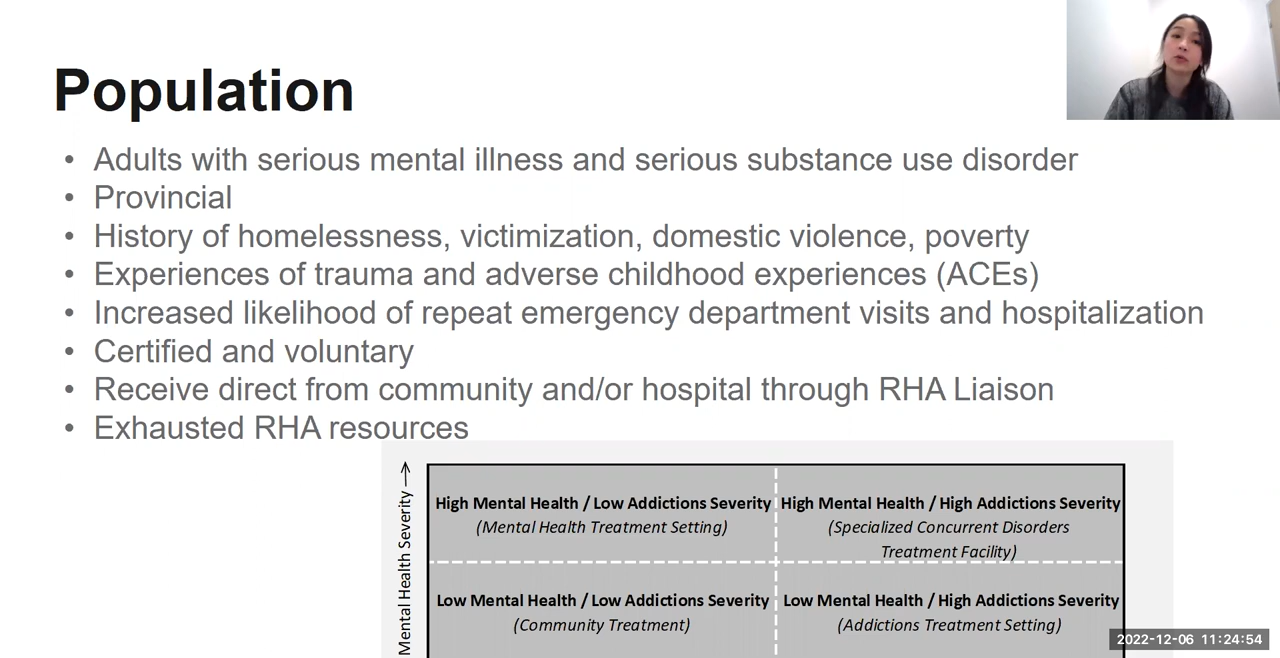 Population
• Adults with serious mental illness and serious substance use disorder
• Provincial
• History of homelessness, victimization, domestic violence, poverty
• Experiences of trauma and adverse childhood experiences (ACEs)
• Increased likelihood of repeat emergency department visits and hospitalization
• Certified and voluntary
• Receive direct from community and/or hospital through RHA Liaison
• Exhausted RHA resources
Mental Health Severity →
High Mental Health / Low Addictions Severity
(Mental Health Treatment Setting)
High Mental Health / High Addictions Severity
(Specialized Concurrent Disorders
Treatment Facility)
Low Mental Health / Low Addictions Severity
(Community Treatment)
Low Mental Health / High Addictions Severity
(Addictions Treatment Setting)
2022-12-06 11:24:54